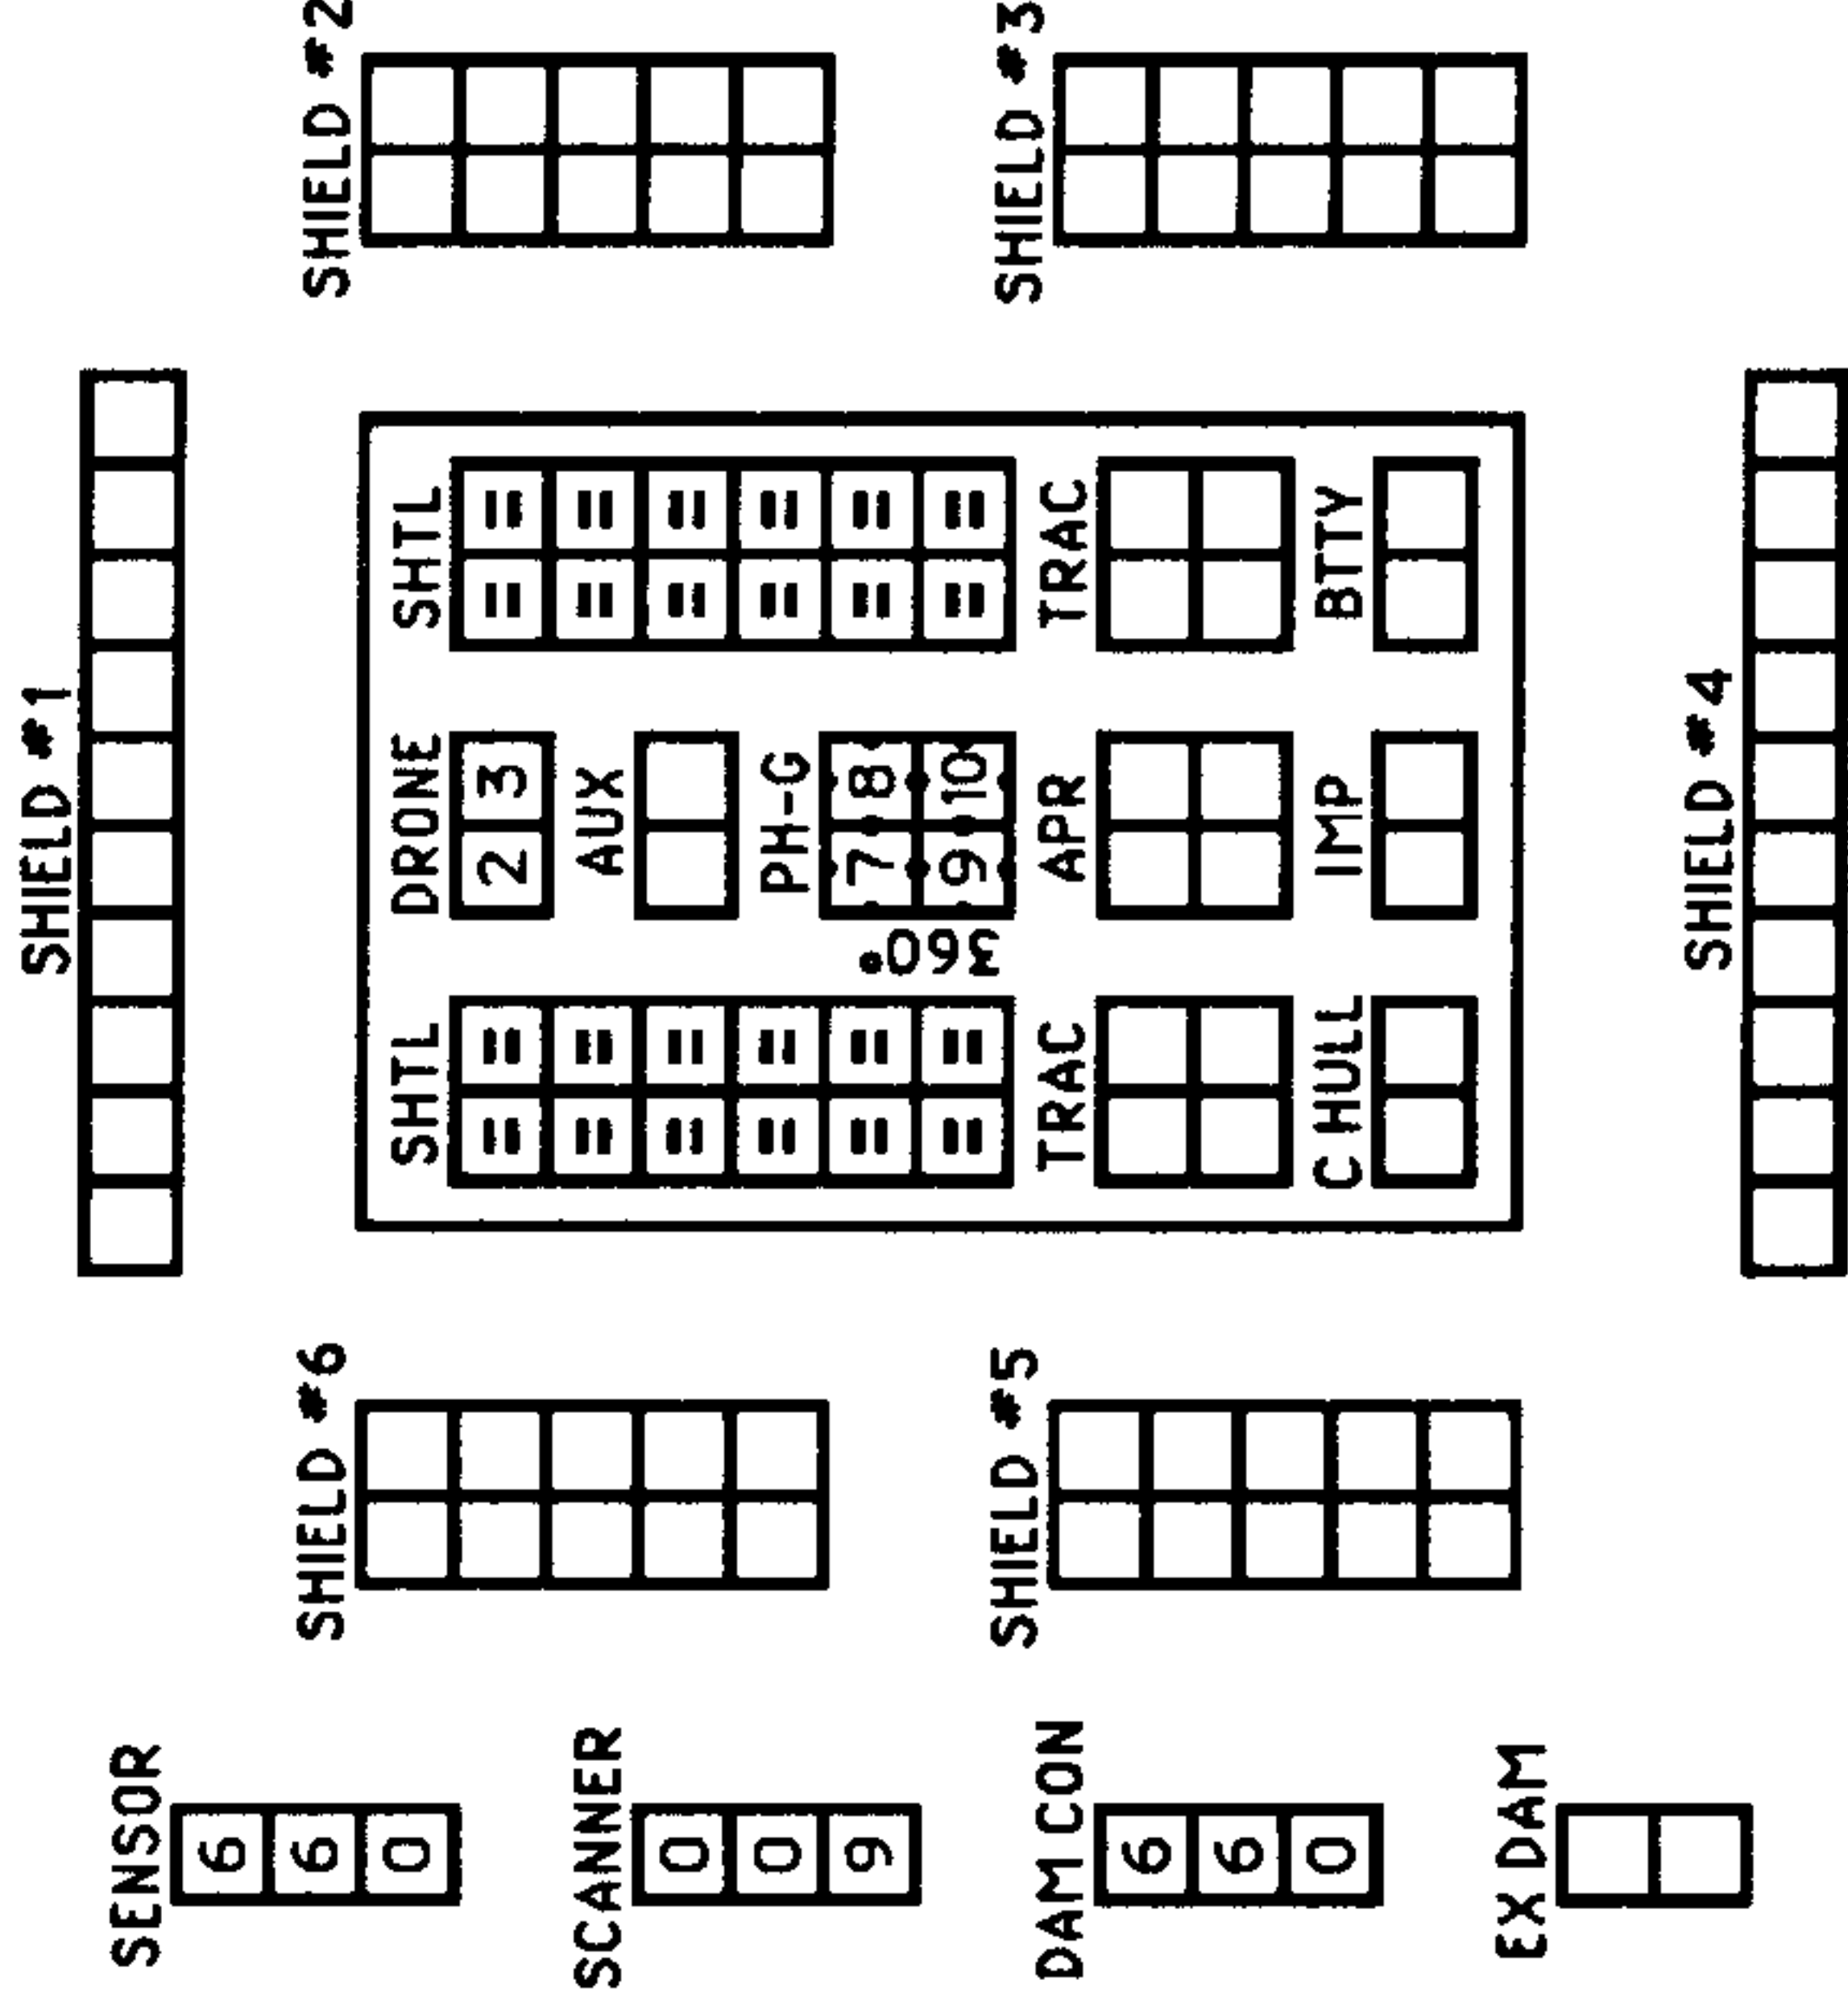 SHIELD #1
SENSOR
6
6
0
SHIELD #6
SHIELD #2
SHTL
= =
= =
= =
= =
= =
= =
DRONE
2 3
SHTL
= =
= =
= =
= =
= =
= =
SCANNER
0
0
9
AUX
PH-G
7 8
9 10
360°
SHIELD #5
SHIELD #3
DAM CON
6
6
0
TRAC
APR
TRAC
C HULL
IMP
BTTY
EX DAM
SHIELD #4